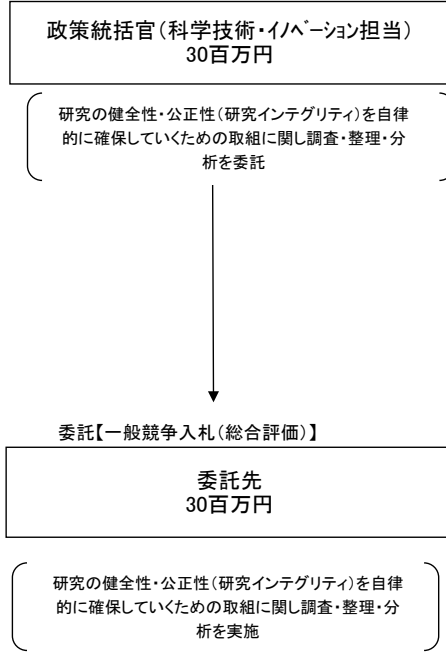 政策統括官（科学技術・ｲﾉﾍﾞｰｼｮﾝ担当）
30百万円
研究の健全性・公正性（研究インテグリティ）を自律
的に確保していくための取組に関し調査・整理・分
析を委託
委託【一般競争入札（総合評価）】
委託先
30百万円
研究の健全性・公正性（研究インテグリティ）を自律
的に確保していくための取組に関し調査・整理・分
析を実施